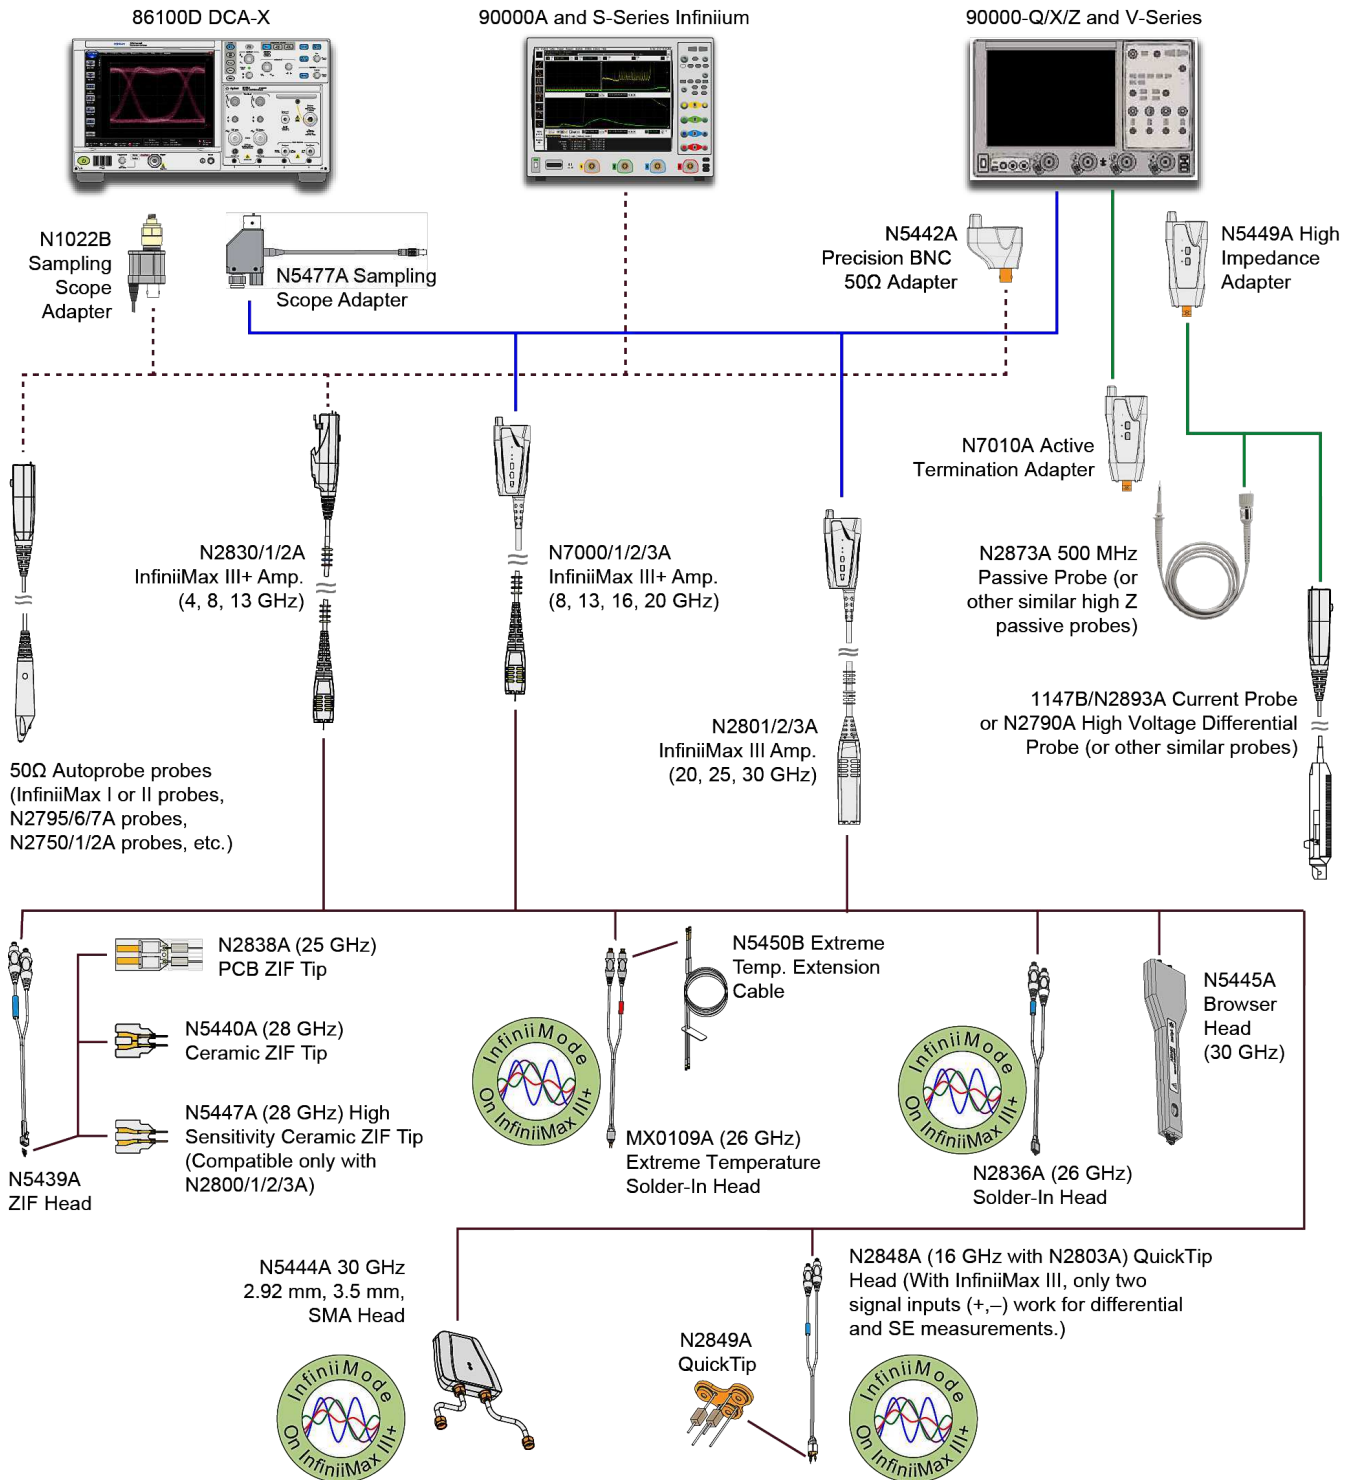 86100D DCA-X
90000A and S-Series Infiniium
90000-Q/X/Z and V-Series
N1022B
Sampling
Scope
Adapter
N5477A Sampling
Scope Adapter
N5442A
Precision BNC
50Ω Adapter
N5449A High
Impedance
Adapter
N7010A Active
Termination Adapter
N2830/1/2A
InfiniiMax III+ Amp.
(4, 8, 13 GHz)
N7000/1/2/3A
InfiniiMax III+ Amp.
(8, 13, 16, 20 GHz)
N2873A 500 MHz
Passive Probe (or
other similar high Z
passive probes)
N2801/2/3A
InfiniiMax III Amp.
(20, 25, 30 GHz)
1147B/N2893A Current Probe
or N2790A High Voltage Differential
Probe (or other similar probes)
50Ω Autoprobe probes
(InfiniiMax I or II probes,
N2795/6/7A probes,
N2750/1/2A probes, etc.)
N2838A (25 GHz)
PCB ZIF Tip
N5440A (28 GHz)
Ceramic ZIF Tip
N5447A (28 GHz) High
Sensitivity Ceramic ZIF Tip
(Compatible only with
N2800/1/2/3A)
N5439A
ZIF Head
N5450B Extreme
Temp. Extension
Cable
InfiniiMode
On InfiniiMax III+
MX0109A (26 GHz)
Extreme Temperature
Solder-In Head
InfiniiMode
On InfiniiMax III+
N2836A (26 GHz)
Solder-In Head
N5445A
Browser
Head
(30 GHz)
N5444A 30 GHz
2.92 mm, 3.5 mm,
SMA Head
InfiniiMode
On InfiniiMax III+
N2849A
QuickTip
N2848A (16 GHz with N2803A) QuickTip
Head (With InfiniiMax III, only two
signal inputs (+,–) work for differential
and SE measurements.)
InfiniiMode
On InfiniiMax III+